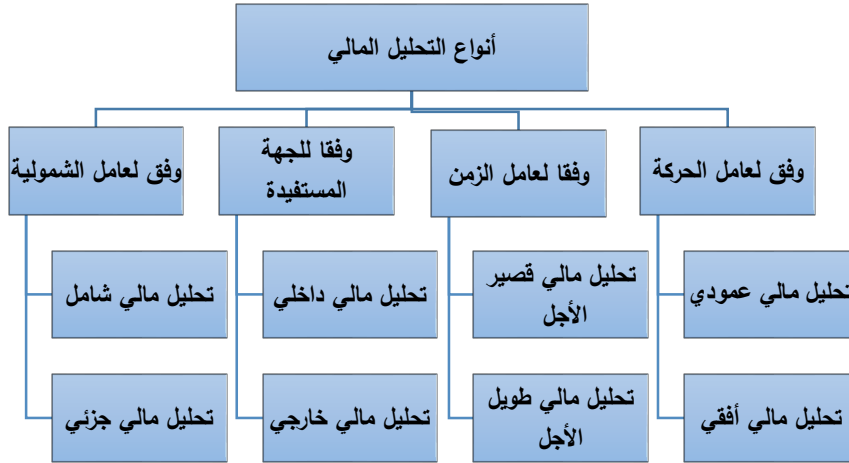 أنواع التحليل المالي
وفق لعامل الحركة
وفقا لعامل الزمن
وفقا للجهة
المستفيدة
وفق لعامل الشمولية
تحليل مالي عمودي
تحليل مالي قصير
الأجل
تحليل مالي داخلي
تحليل مالي شامل
تحليل مالي أفقي
تحليل مالي طويل
الأجل
تحليل مالي خارجي
تحليل مالي جزئي